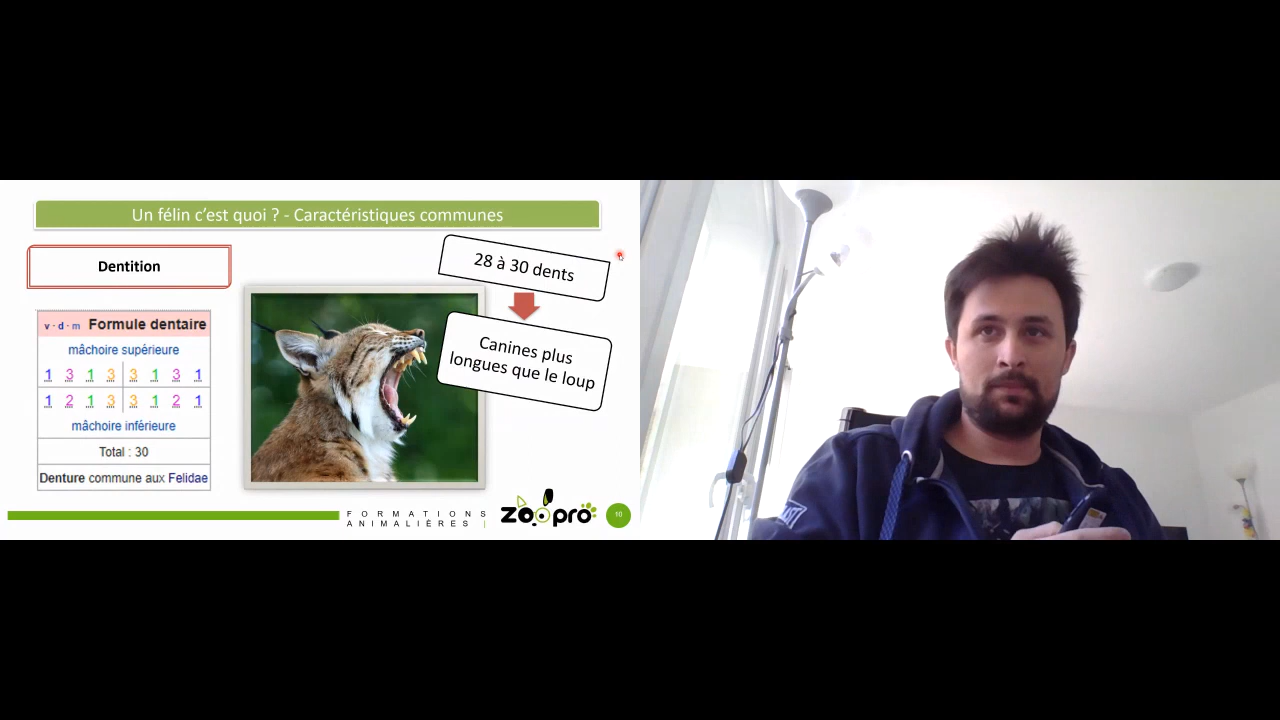 Un félin c'est quoi ? - Caractéristiques communes
Dentition
28 à 30 dents
Canines plus
longues que le loup
v · d · m Formule dentaire
mâchoire supérieure
1 3 1 3 3 1 3 1
1 2 1 3 3 1 2 1
mâchoire inférieure
Total : 30
Denture commune aux Felidae
FORMATIONS
ANIMALIÈRES |
zoopro
10